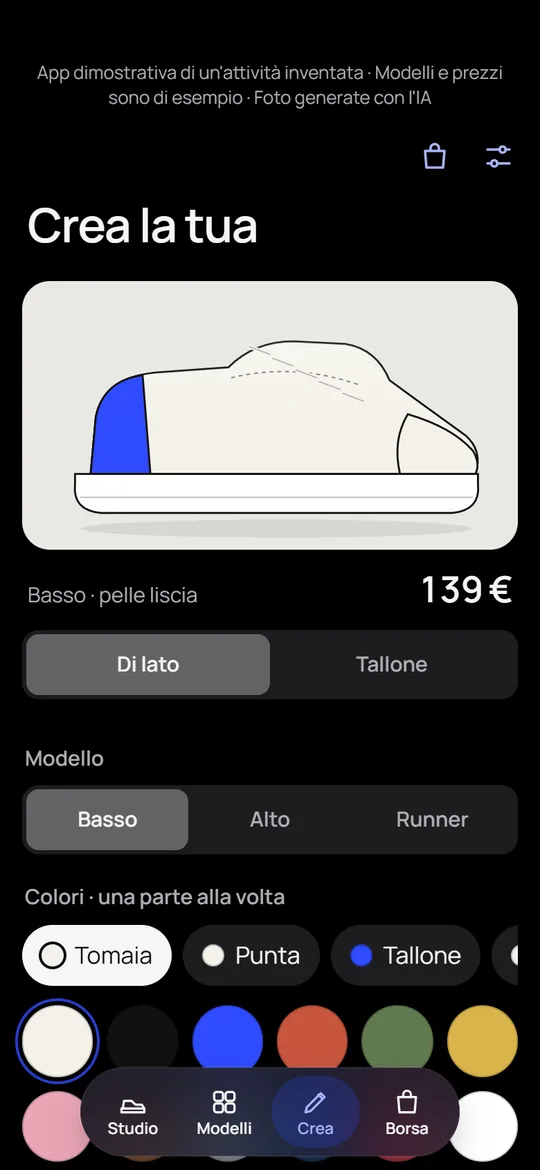 App dimostrativa di un'attività inventata · Modelli e prezzi
sono di esempio · Foto generate con l'IA
Crea la tua
Basso · pelle liscia
139 €
Di lato
Tallone
Modello
Basso
Alto
Runner
Colori · una parte alla volta
Tomaia
Punta
Tallone
Studio
Modelli
Crea
Borsa